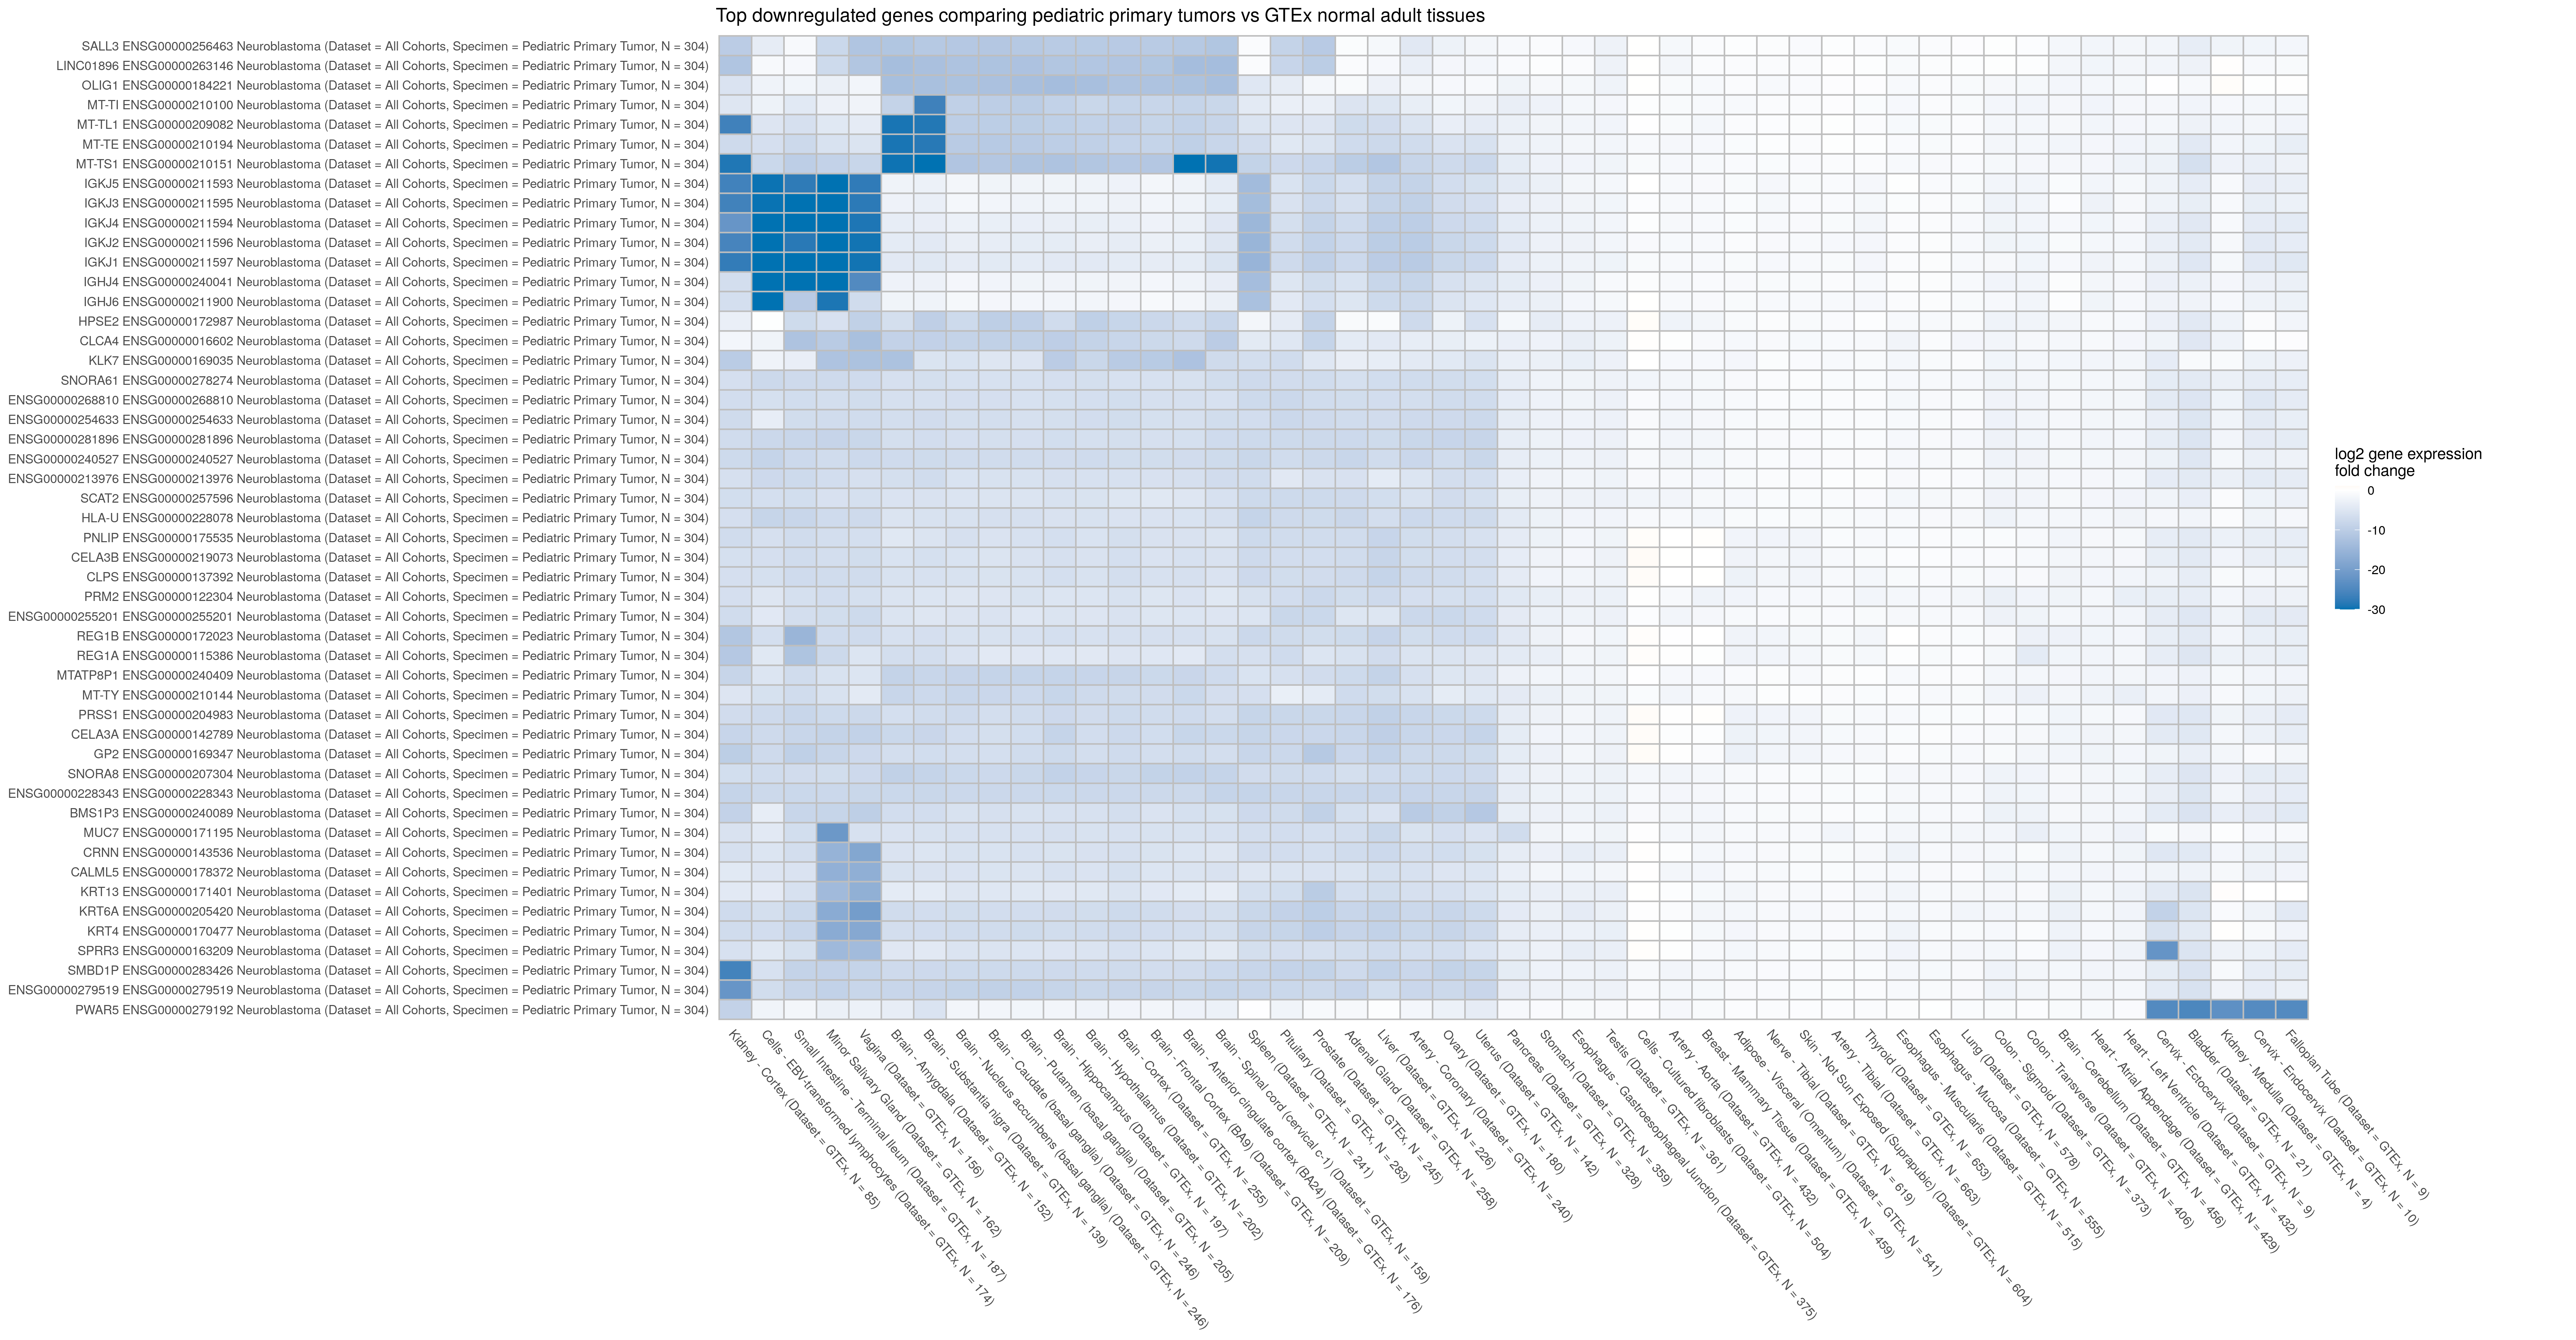 Top downregulated genes comparing pediatric primary tumors vs GTEx normal adult tissues
SALL3 ENSG00000256463 Neuroblastoma (Dataset = All Cohorts, Specimen = Pediatric Primary Tumor, N = 304)
LINC01896 ENSG00000263146 Neuroblastoma (Dataset = All Cohorts, Specimen = Pediatric Primary Tumor, N = 304)
OLIG1 ENSG00000184221 Neuroblastoma (Dataset = All Cohorts, Specimen = Pediatric Primary Tumor, N = 304)
MT-TI ENSG00000210100 Neuroblastoma (Dataset = All Cohorts, Specimen = Pediatric Primary Tumor, N = 304)
MT-TL1 ENSG00000209082 Neuroblastoma (Dataset = All Cohorts, Specimen = Pediatric Primary Tumor, N = 304)
MT-TE ENSG00000210194 Neuroblastoma (Dataset = All Cohorts, Specimen = Pediatric Primary Tumor, N = 304)
MT-TS1 ENSG00000210151 Neuroblastoma (Dataset = All Cohorts, Specimen = Pediatric Primary Tumor, N = 304)
IGKJ5 ENSG00000211593 Neuroblastoma (Dataset = All Cohorts, Specimen = Pediatric Primary Tumor, N = 304)
IGKJ3 ENSG00000211595 Neuroblastoma (Dataset = All Cohorts, Specimen = Pediatric Primary Tumor, N = 304)
IGKJ4 ENSG00000211594 Neuroblastoma (Dataset = All Cohorts, Specimen = Pediatric Primary Tumor, N = 304)
IGKJ2 ENSG00000211596 Neuroblastoma (Dataset = All Cohorts, Specimen = Pediatric Primary Tumor, N = 304)
IGKJ1 ENSG00000211597 Neuroblastoma (Dataset = All Cohorts, Specimen = Pediatric Primary Tumor, N = 304)
IGHJ4 ENSG00000240041 Neuroblastoma (Dataset = All Cohorts, Specimen = Pediatric Primary Tumor, N = 304)
IGHJ6 ENSG00000211900 Neuroblastoma (Dataset = All Cohorts, Specimen = Pediatric Primary Tumor, N = 304)
HPSE2 ENSG00000172987 Neuroblastoma (Dataset = All Cohorts, Specimen = Pediatric Primary Tumor, N = 304)
CLCA4 ENSG00000016602 Neuroblastoma (Dataset = All Cohorts, Specimen = Pediatric Primary Tumor, N = 304)
KLK7 ENSG00000169035 Neuroblastoma (Dataset = All Cohorts, Specimen = Pediatric Primary Tumor, N = 304)
SNORA61 ENSG00000278274 Neuroblastoma (Dataset = All Cohorts, Specimen = Pediatric Primary Tumor, N = 304)
ENSG00000268810 ENSG00000268810 Neuroblastoma (Dataset = All Cohorts, Specimen = Pediatric Primary Tumor, N = 304)
ENSG00000254633 ENSG00000254633 Neuroblastoma (Dataset = All Cohorts, Specimen = Pediatric Primary Tumor, N = 304)
ENSG00000281896 ENSG00000281896 Neuroblastoma (Dataset = All Cohorts, Specimen = Pediatric Primary Tumor, N = 304)
ENSG00000240527 ENSG00000240527 Neuroblastoma (Dataset = All Cohorts, Specimen = Pediatric Primary Tumor, N = 304)
ENSG00000213976 ENSG00000213976 Neuroblastoma (Dataset = All Cohorts, Specimen = Pediatric Primary Tumor, N = 304)
SCAT2 ENSG00000257596 Neuroblastoma (Dataset = All Cohorts, Specimen = Pediatric Primary Tumor, N = 304)
HLA-U ENSG00000228078 Neuroblastoma (Dataset = All Cohorts, Specimen = Pediatric Primary Tumor, N = 304)
PNLIP ENSG00000175535 Neuroblastoma (Dataset = All Cohorts, Specimen = Pediatric Primary Tumor, N = 304)
CELA3B ENSG00000219073 Neuroblastoma (Dataset = All Cohorts, Specimen = Pediatric Primary Tumor, N = 304)
CLPS ENSG00000137392 Neuroblastoma (Dataset = All Cohorts, Specimen = Pediatric Primary Tumor, N = 304)
PRM2 ENSG00000122304 Neuroblastoma (Dataset = All Cohorts, Specimen = Pediatric Primary Tumor, N = 304)
ENSG00000255201 ENSG00000255201 Neuroblastoma (Dataset = All Cohorts, Specimen = Pediatric Primary Tumor, N = 304)
REG1B ENSG00000172023 Neuroblastoma (Dataset = All Cohorts, Specimen = Pediatric Primary Tumor, N = 304)
REG1A ENSG00000115386 Neuroblastoma (Dataset = All Cohorts, Specimen = Pediatric Primary Tumor, N = 304)
MTATP8P1 ENSG00000240409 Neuroblastoma (Dataset = All Cohorts, Specimen = Pediatric Primary Tumor, N = 304)
MT-TY ENSG00000210144 Neuroblastoma (Dataset = All Cohorts, Specimen = Pediatric Primary Tumor, N = 304)
PRSS1 ENSG00000204983 Neuroblastoma (Dataset = All Cohorts, Specimen = Pediatric Primary Tumor, N = 304)
CELA3A ENSG00000142789 Neuroblastoma (Dataset = All Cohorts, Specimen = Pediatric Primary Tumor, N = 304)
GP2 ENSG00000169347 Neuroblastoma (Dataset = All Cohorts, Specimen = Pediatric Primary Tumor, N = 304)
SNORA8 ENSG00000207304 Neuroblastoma (Dataset = All Cohorts, Specimen = Pediatric Primary Tumor, N = 304)
ENSG00000228343 ENSG00000228343 Neuroblastoma (Dataset = All Cohorts, Specimen = Pediatric Primary Tumor, N = 304)
BMS1P3 ENSG00000240089 Neuroblastoma (Dataset = All Cohorts, Specimen = Pediatric Primary Tumor, N = 304)
MUC7 ENSG00000171195 Neuroblastoma (Dataset = All Cohorts, Specimen = Pediatric Primary Tumor, N = 304)
CRNN ENSG00000143536 Neuroblastoma (Dataset = All Cohorts, Specimen = Pediatric Primary Tumor, N = 304)
CALML5 ENSG00000178372 Neuroblastoma (Dataset = All Cohorts, Specimen = Pediatric Primary Tumor, N = 304)
KRT13 ENSG00000171401 Neuroblastoma (Dataset = All Cohorts, Specimen = Pediatric Primary Tumor, N = 304)
KRT6A ENSG00000205420 Neuroblastoma (Dataset = All Cohorts, Specimen = Pediatric Primary Tumor, N = 304)
KRT4 ENSG00000170477 Neuroblastoma (Dataset = All Cohorts, Specimen = Pediatric Primary Tumor, N = 304)
SPRR3 ENSG00000163209 Neuroblastoma (Dataset = All Cohorts, Specimen = Pediatric Primary Tumor, N = 304)
SMBD1P ENSG00000283426 Neuroblastoma (Dataset = All Cohorts, Specimen = Pediatric Primary Tumor, N = 304)
ENSG00000279519 ENSG00000279519 Neuroblastoma (Dataset = All Cohorts, Specimen = Pediatric Primary Tumor, N = 304)
PWAR5 ENSG00000279192 Neuroblastoma (Dataset = All Cohorts, Specimen = Pediatric Primary Tumor, N = 304)
Kidney - Cortex (Dataset = GTEx, N = 85)
Cells - EBV-transformed lymphocytes (Dataset = GTEx, N = 174)
Small Intestine - Terminal Ileum (Dataset = GTEx, N = 187)
Minor Salivary Gland (Dataset = GTEx, N = 162)
Vagina (Dataset = GTEx, N = 156)
Brain - Amygdala (Dataset = GTEx, N = 152)
Brain - Substantia nigra (Dataset = GTEx, N = 139)
Brain - Nucleus accumbens (basal ganglia) (Dataset = GTEx, N = 246)
Brain - Caudate (basal ganglia) (Dataset = GTEx, N = 246)
Brain - Putamen (basal ganglia) (Dataset = GTEx, N = 205)
Brain - Hippocampus (Dataset = GTEx, N = 197)
Brain - Hypothalamus (Dataset = GTEx, N = 202)
Brain - Cortex (Dataset = GTEx, N = 255)
Brain - Frontal Cortex (BA9) (Dataset = GTEx, N = 209)
Brain - Anterior cingulate cortex (BA24) (Dataset = GTEx, N = 176)
Brain - Spinal cord (cervical c-1) (Dataset = GTEx, N = 159)
Spleen (Dataset = GTEx, N = 241)
Pituitary (Dataset = GTEx, N = 283)
Prostate (Dataset = GTEx, N = 245)
Adrenal Gland (Dataset = GTEx, N = 258)
Liver (Dataset = GTEx, N = 226)
Artery - Coronary (Dataset = GTEx, N = 240)
Ovary (Dataset = GTEx, N = 180)
Uterus (Dataset = GTEx, N = 142)
Pancreas (Dataset = GTEx, N = 328)
Stomach (Dataset = GTEx, N = 359)
Esophagus - Gastroesophageal Junction (Dataset = GTEx, N = 375)
Testis (Dataset = GTEx, N = 361)
Cells - Cultured fibroblasts (Dataset = GTEx, N = 504)
Artery - Aorta (Dataset = GTEx, N = 432)
Breast - Mammary Tissue (Dataset = GTEx, N = 459)
Adipose - Visceral (Omentum) (Dataset = GTEx, N = 541)
Nerve - Tibial (Dataset = GTEx, N = 619)
Skin - Not Sun Exposed (Suprapubic) (Dataset = GTEx, N = 604)
Artery - Tibial (Dataset = GTEx, N = 663)
Thyroid (Dataset = GTEx, N = 653)
Esophagus - Muscularis (Dataset = GTEx, N = 515)
Esophagus - Mucosa (Dataset = GTEx, N = 555)
Lung (Dataset = GTEx, N = 578)
Colon - Sigmoid (Dataset = GTEx, N = 373)
Colon - Transverse (Dataset = GTEx, N = 406)
Brain - Cerebellum (Dataset = GTEx, N = 456)
Heart - Atrial Appendage (Dataset = GTEx, N = 429)
Heart - Left Ventricle (Dataset = GTEx, N = 432)
Cervix - Ectocervix (Dataset = GTEx, N = 9)
Bladder (Dataset = GTEx, N = 21)
Kidney - Medulla (Dataset = GTEx, N = 4)
Cervix - Endocervix (Dataset = GTEx, N = 10)
Fallopian Tube (Dataset = GTEx, N = 9)
log2 gene expression
fold change
0
-10
-20
-30